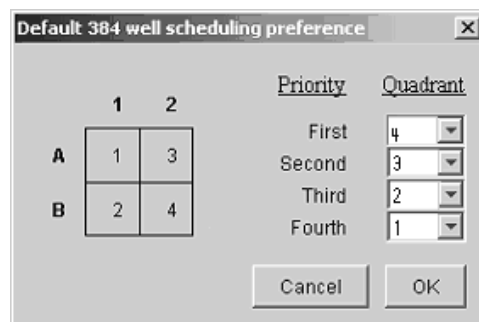 Default 384 well scheduling preference
Priority Quadrant
1 2
First 4
A 1 3
Second 3
Third 2
B 2 4
Fourth 1
Cancel OK